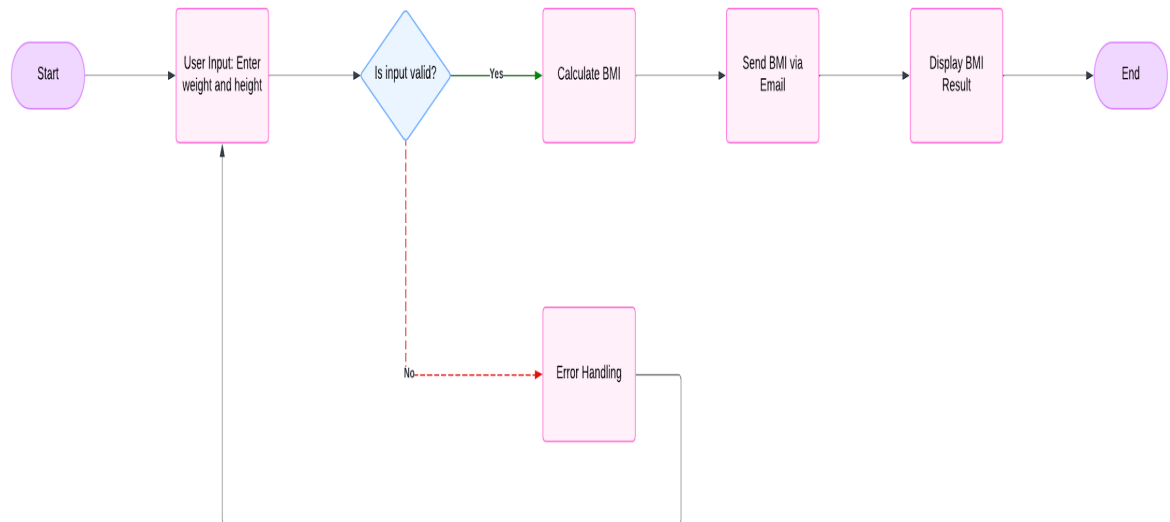 Start
User Input: Enter
weight and height
Is input valid?
Yes
Calculate BMI
Send BMI via
Email
Display BMI
Result
End
No
Error Handling